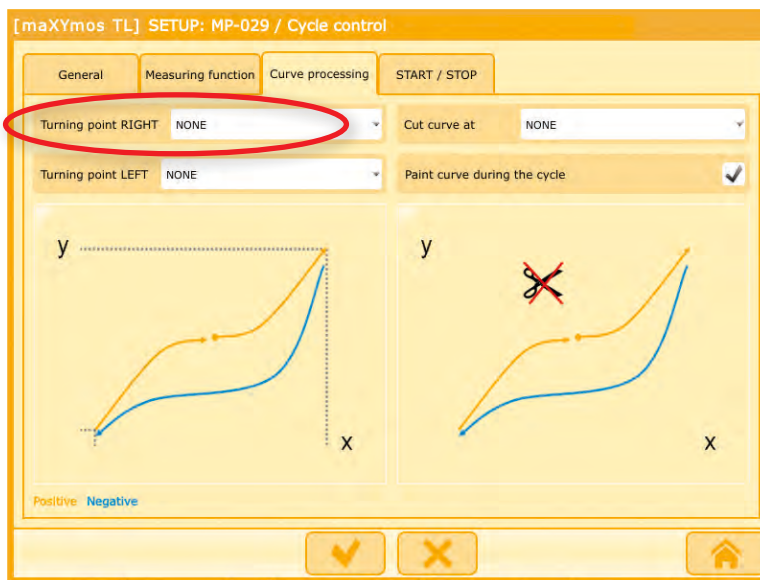 [maXYmos TL] SETUP: MP-029 / Cycle control
General Measuring function Curve processing START / STOP
Turning point RIGHT NONE Cut curve at NONE
Turning point LEFT NONE Paint curve during the cycle
y y
x x
Positive Negative